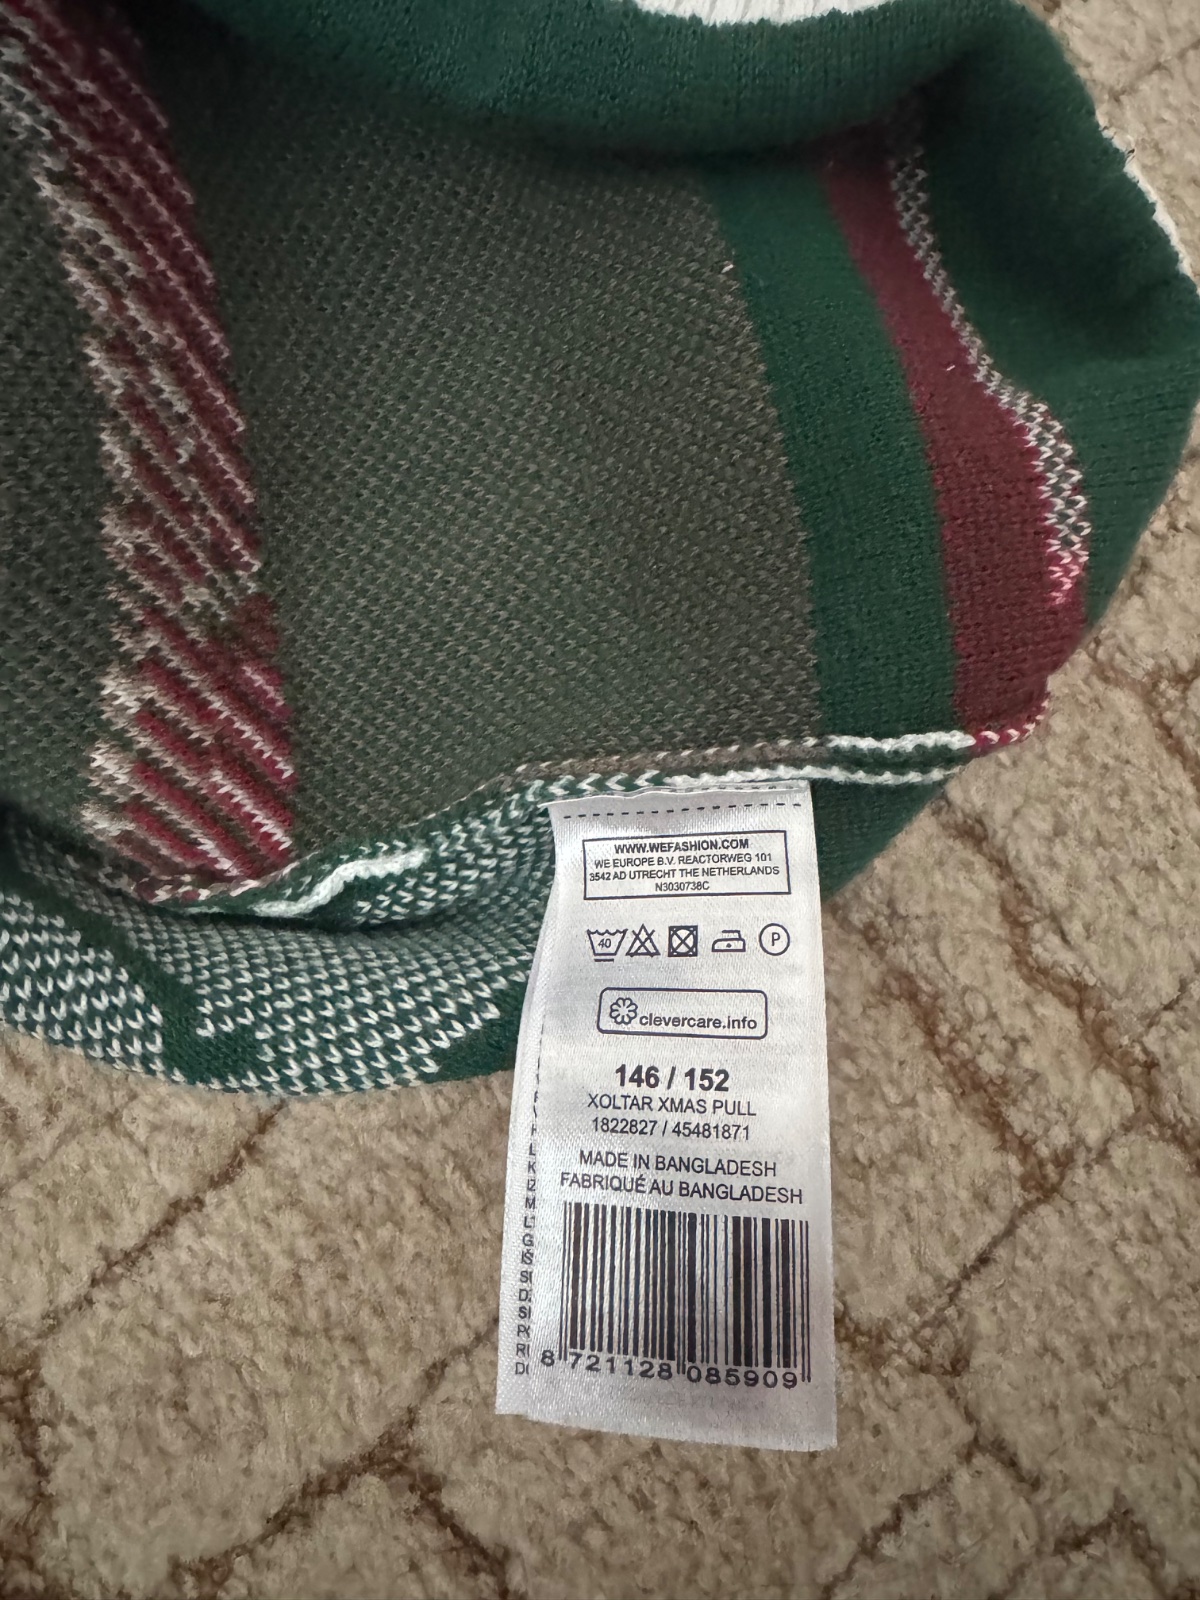 WWW.WEFASHION.COM
WE EUROPE B.V. REACTORWEG 101
3542 AD UTRECHT THE NETHERLANDS
N3030738C
40
P
clevercare.info
146 / 152
XOLTAR XMAS PULL
1822827 / 45481871
MADE IN BANGLADESH
FABRIQUÉ AU BANGLADESH
8 721128 085909